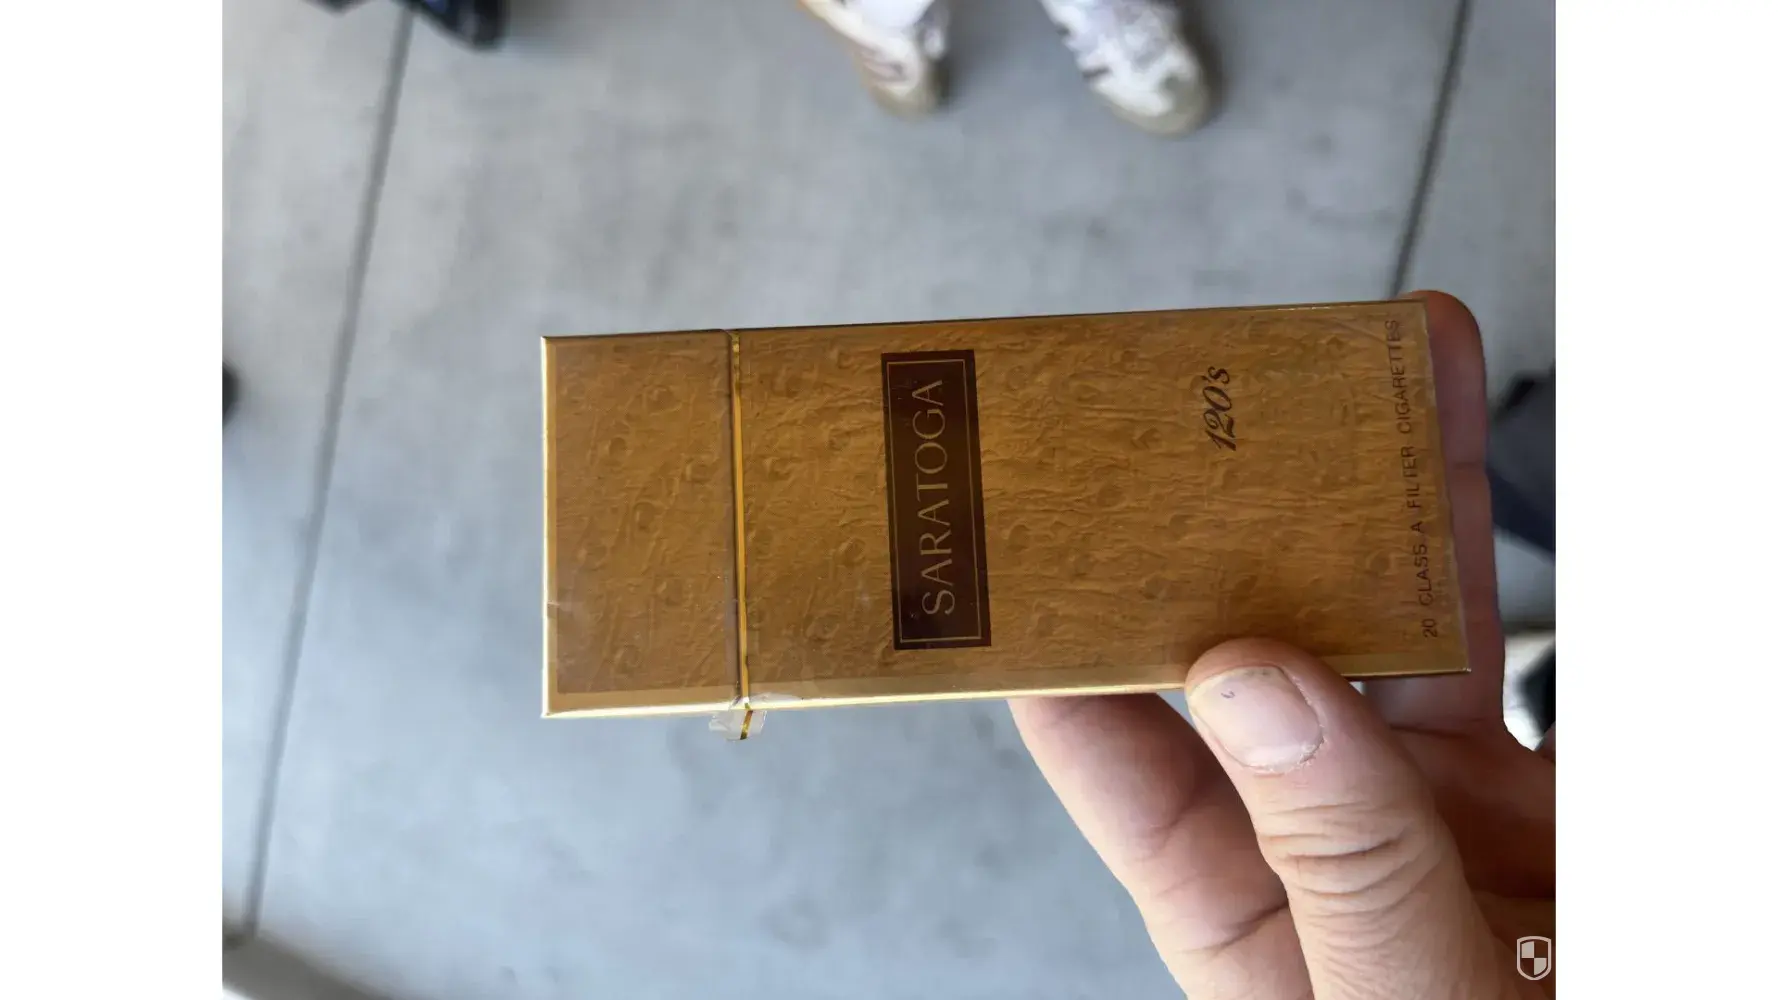 SARATOGA
120's
20 CLASS A FILTER CIGARETTES